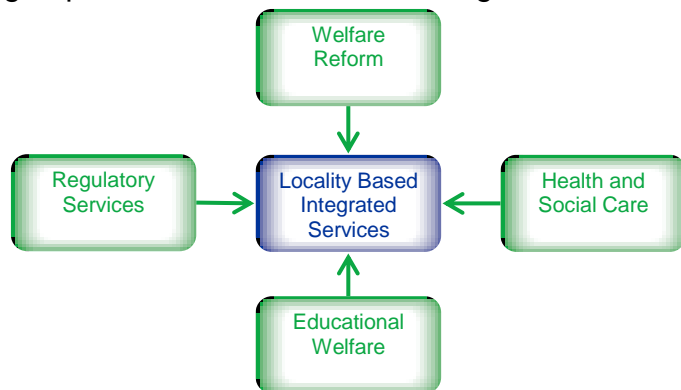 Welfare
Reform
Regulatory
Services
Locality Based
Integrated
Services
Health and
Social Care
Educational
Welfare